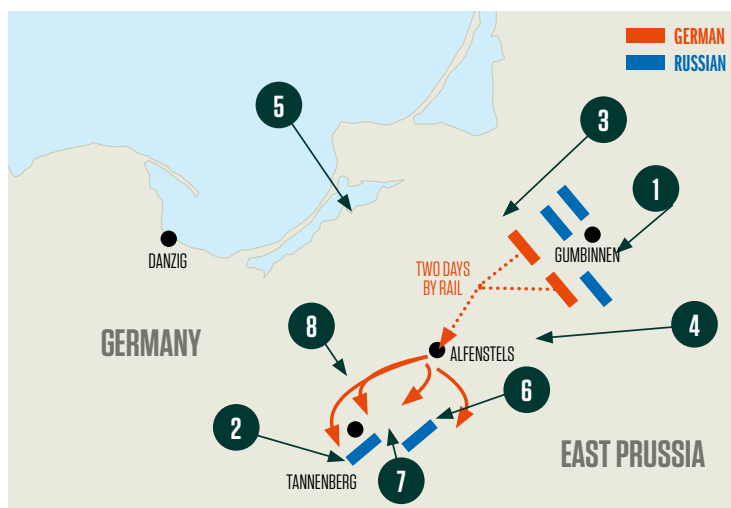 GERMAN
RUSSIAN
5
3
1
DANZIG
GUMBINNEN
TWO DAYS
BY RAIL
4
8
GERMANY
ALFENSTELS
6
2
7
EAST PRUSSIA
TANNENBERG